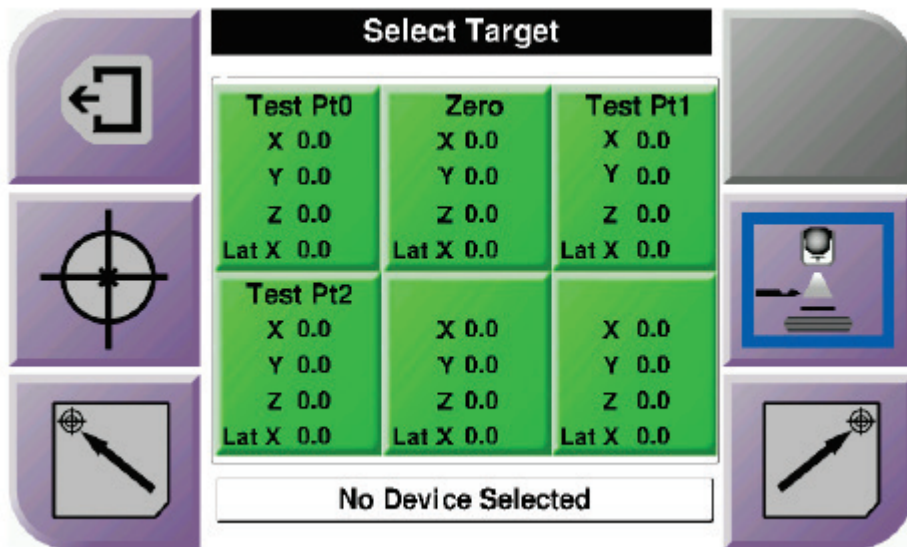 Select Target
Test Pt0 Zero Test Pt1
X 0.0 X 0.0 X 0.0
Y 0.0 Y 0.0 Y 0.0
Z 0.0 Z 0.0 Z 0.0
Lat X 0.0 Lat X 0.0 Lat X 0.0
Test Pt2
X 0.0 X 0.0 X 0.0
Y 0.0 Y 0.0 Y 0.0
Z 0.0 Z 0.0 Z 0.0
Lat X 0.0 Lat X 0.0 Lat X 0.0
No Device Selected